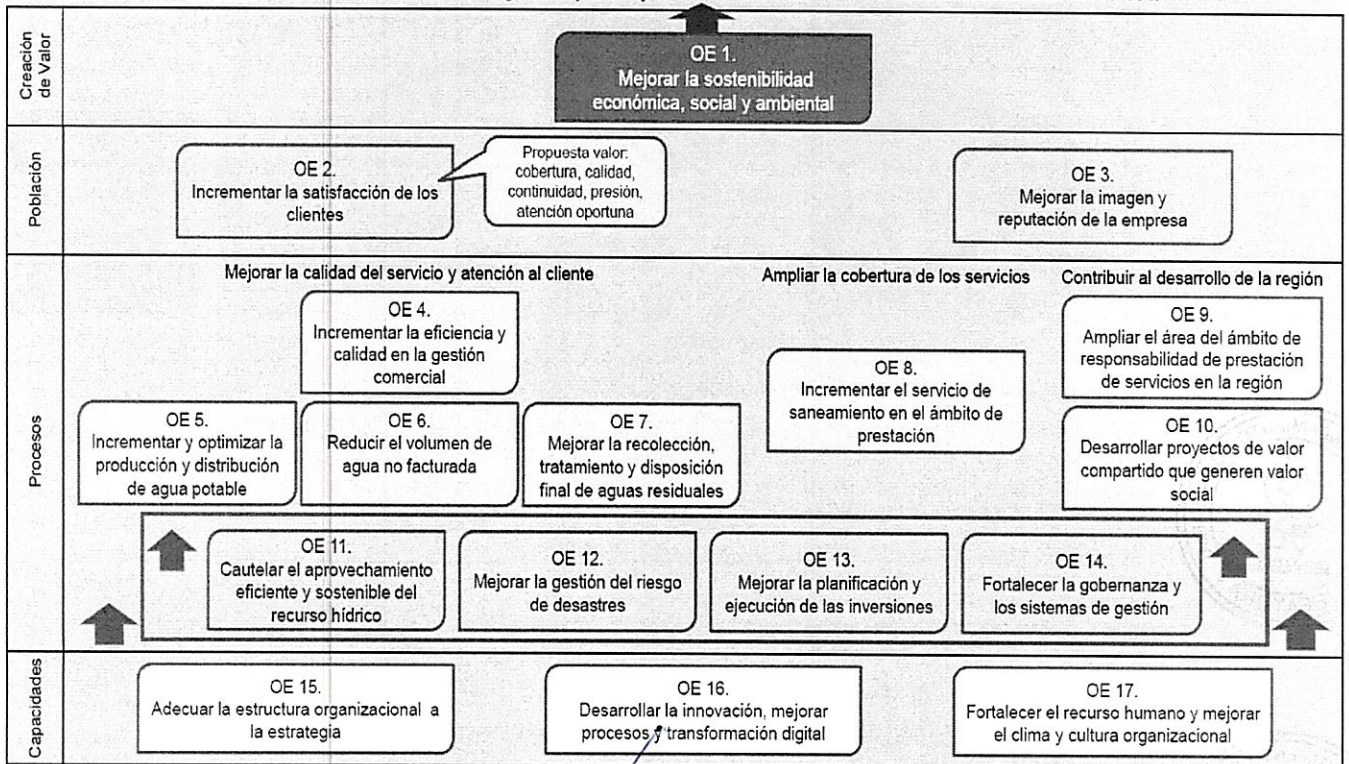 Creación
de Valor
OE 1.
Mejorar la sostenibilidad
económica, social y ambiental
Población
OE 2.
Incrementar la satisfacción de los
clientes
Propuesta valor:
cobertura, calidad,
continuidad, presión,
atención oportuna
OE 3.
Mejorar la imagen y
reputación de la empresa
Procesos
Mejorar la calidad del servicio y atención al cliente
Ampliar la cobertura de los servicios
Contribuir al desarrollo de la región
OE 4.
Incrementar la eficiencia y
calidad en la gestión
comercial
OE 5.
Incrementar y optimizar la
producción y distribución
de agua potable
OE 6.
Reducir el volumen de
agua no facturada
OE 7.
Mejorar la recolección,
tratamiento y disposición
final de aguas residuales
OE 8.
Incrementar el servicio de
saneamiento en el ámbito de
prestación
OE 9.
Ampliar el área del ámbito de
responsabilidad de prestación
de servicios en la región
OE 10.
Desarrollar proyectos de valor
compartido que generen valor
social
OE 11.
Cautelar el aprovechamiento
eficiente y sostenible del
recurso hídrico
OE 12.
Mejorar la gestión del riesgo
de desastres
OE 13.
Mejorar la planificación y
ejecución de las inversiones
OE 14.
Fortalecer la gobernanza y
los sistemas de gestión
Capacidades
OE 15.
Adecuar la estructura organizacional a
la estrategia
OE 16.
Desarrollar la innovación, mejorar
procesos y transformación digital
OE 17.
Fortalecer el recurso humano y mejorar
el clima y cultura organizacional